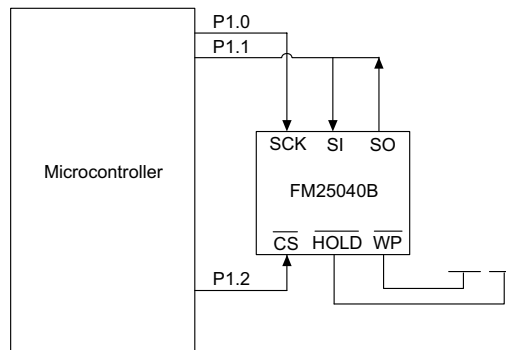 P1.0
P1.1
SCK SI SO
Microcontroller
FM25040B
CS HOLD WP
P1.2